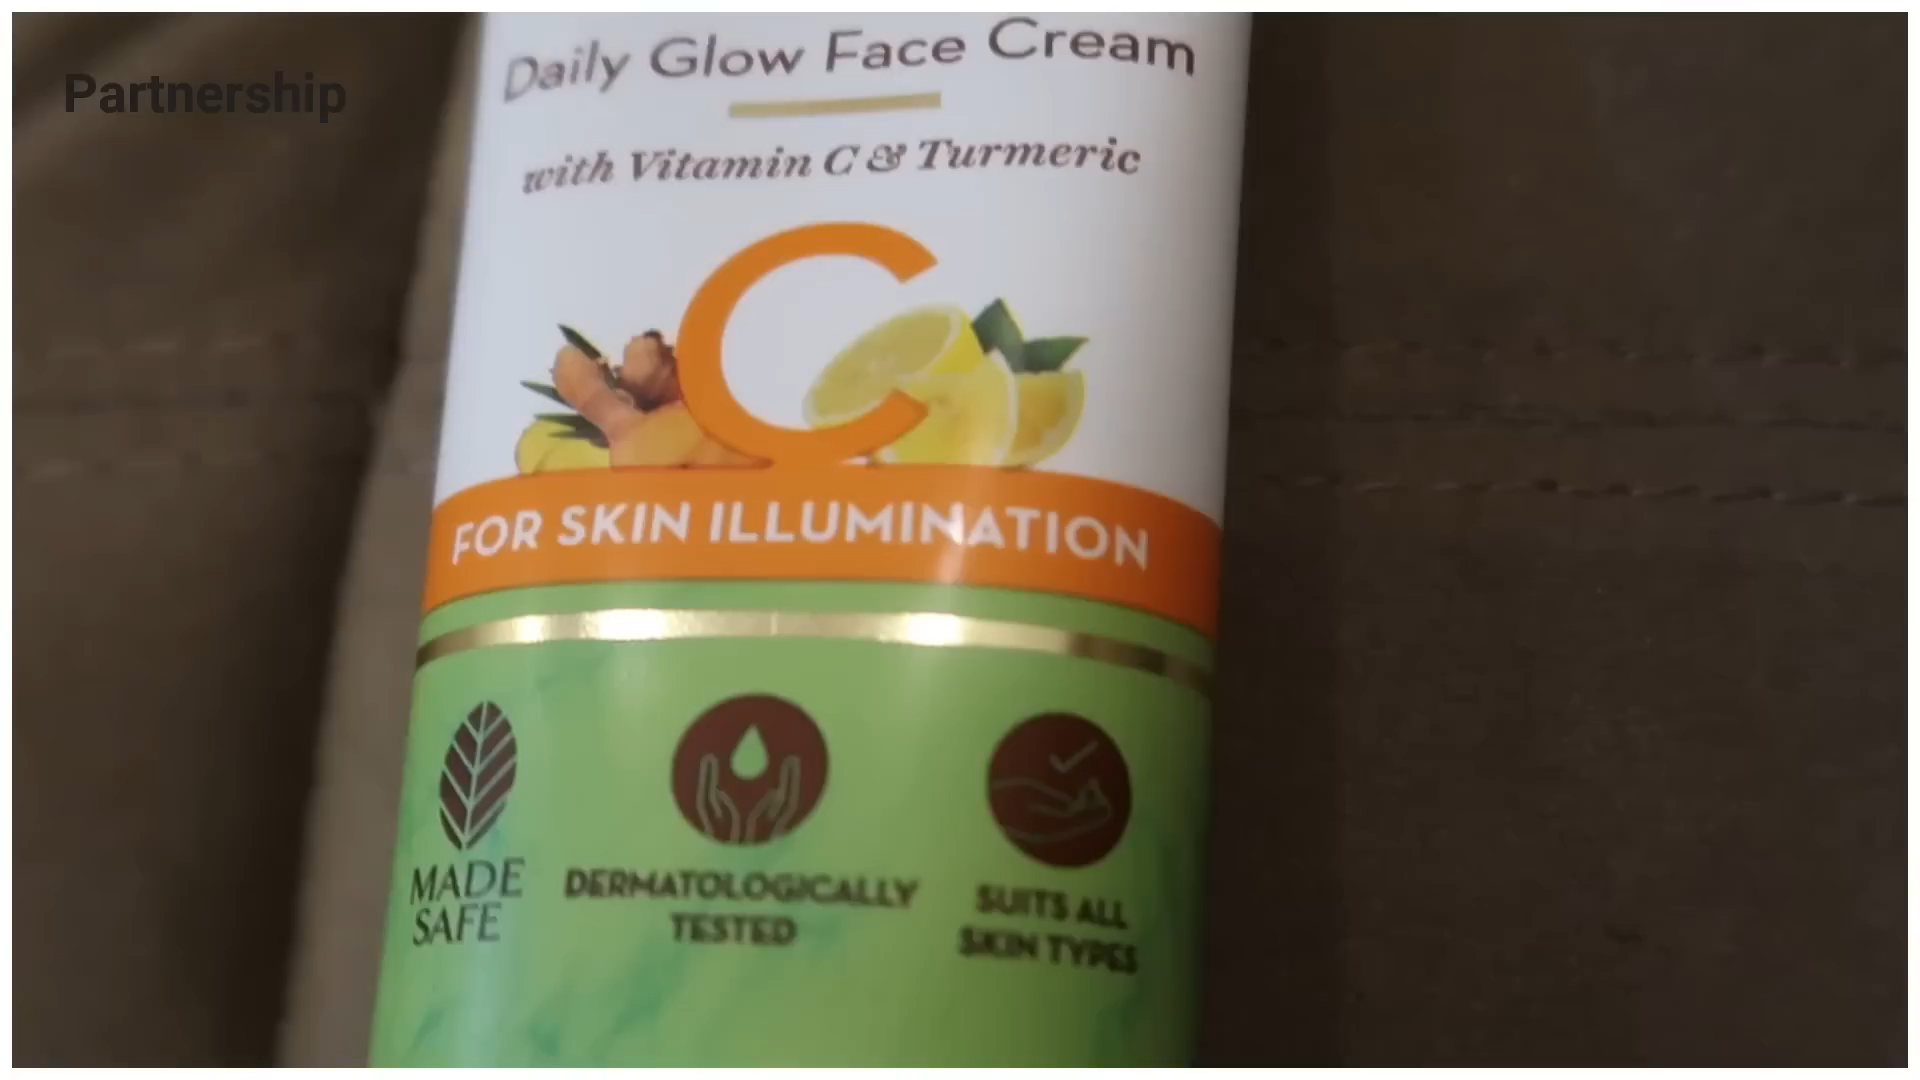 Partnership
Daily Glow Face Cream
with Vitamin C & Turmeric
C
FOR SKIN ILLUMINATION
MADE
SAFE
DERMATOLOGICALLY
TESTED
SUITS ALL
SKIN TYPES